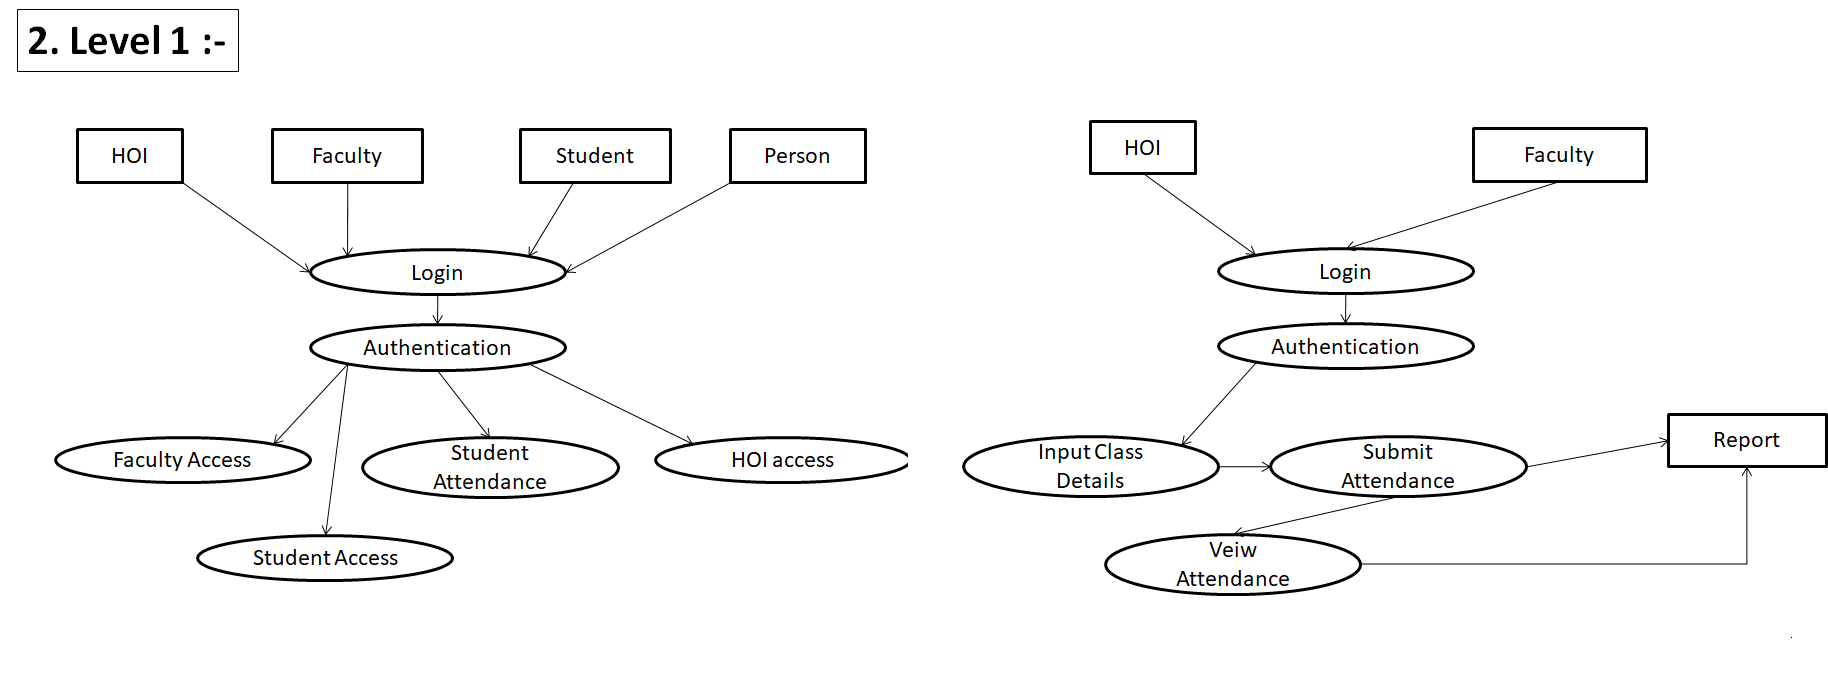 2. Level 1 :-
HOI
Faculty
Student
Person
Login
Authentication
Faculty Access
Student
Attendance
HOI access
Student Access
HOI
Faculty
Login
Authentication
Input Class
Details
Submit
Attendance
Report
Veiw
Attendance